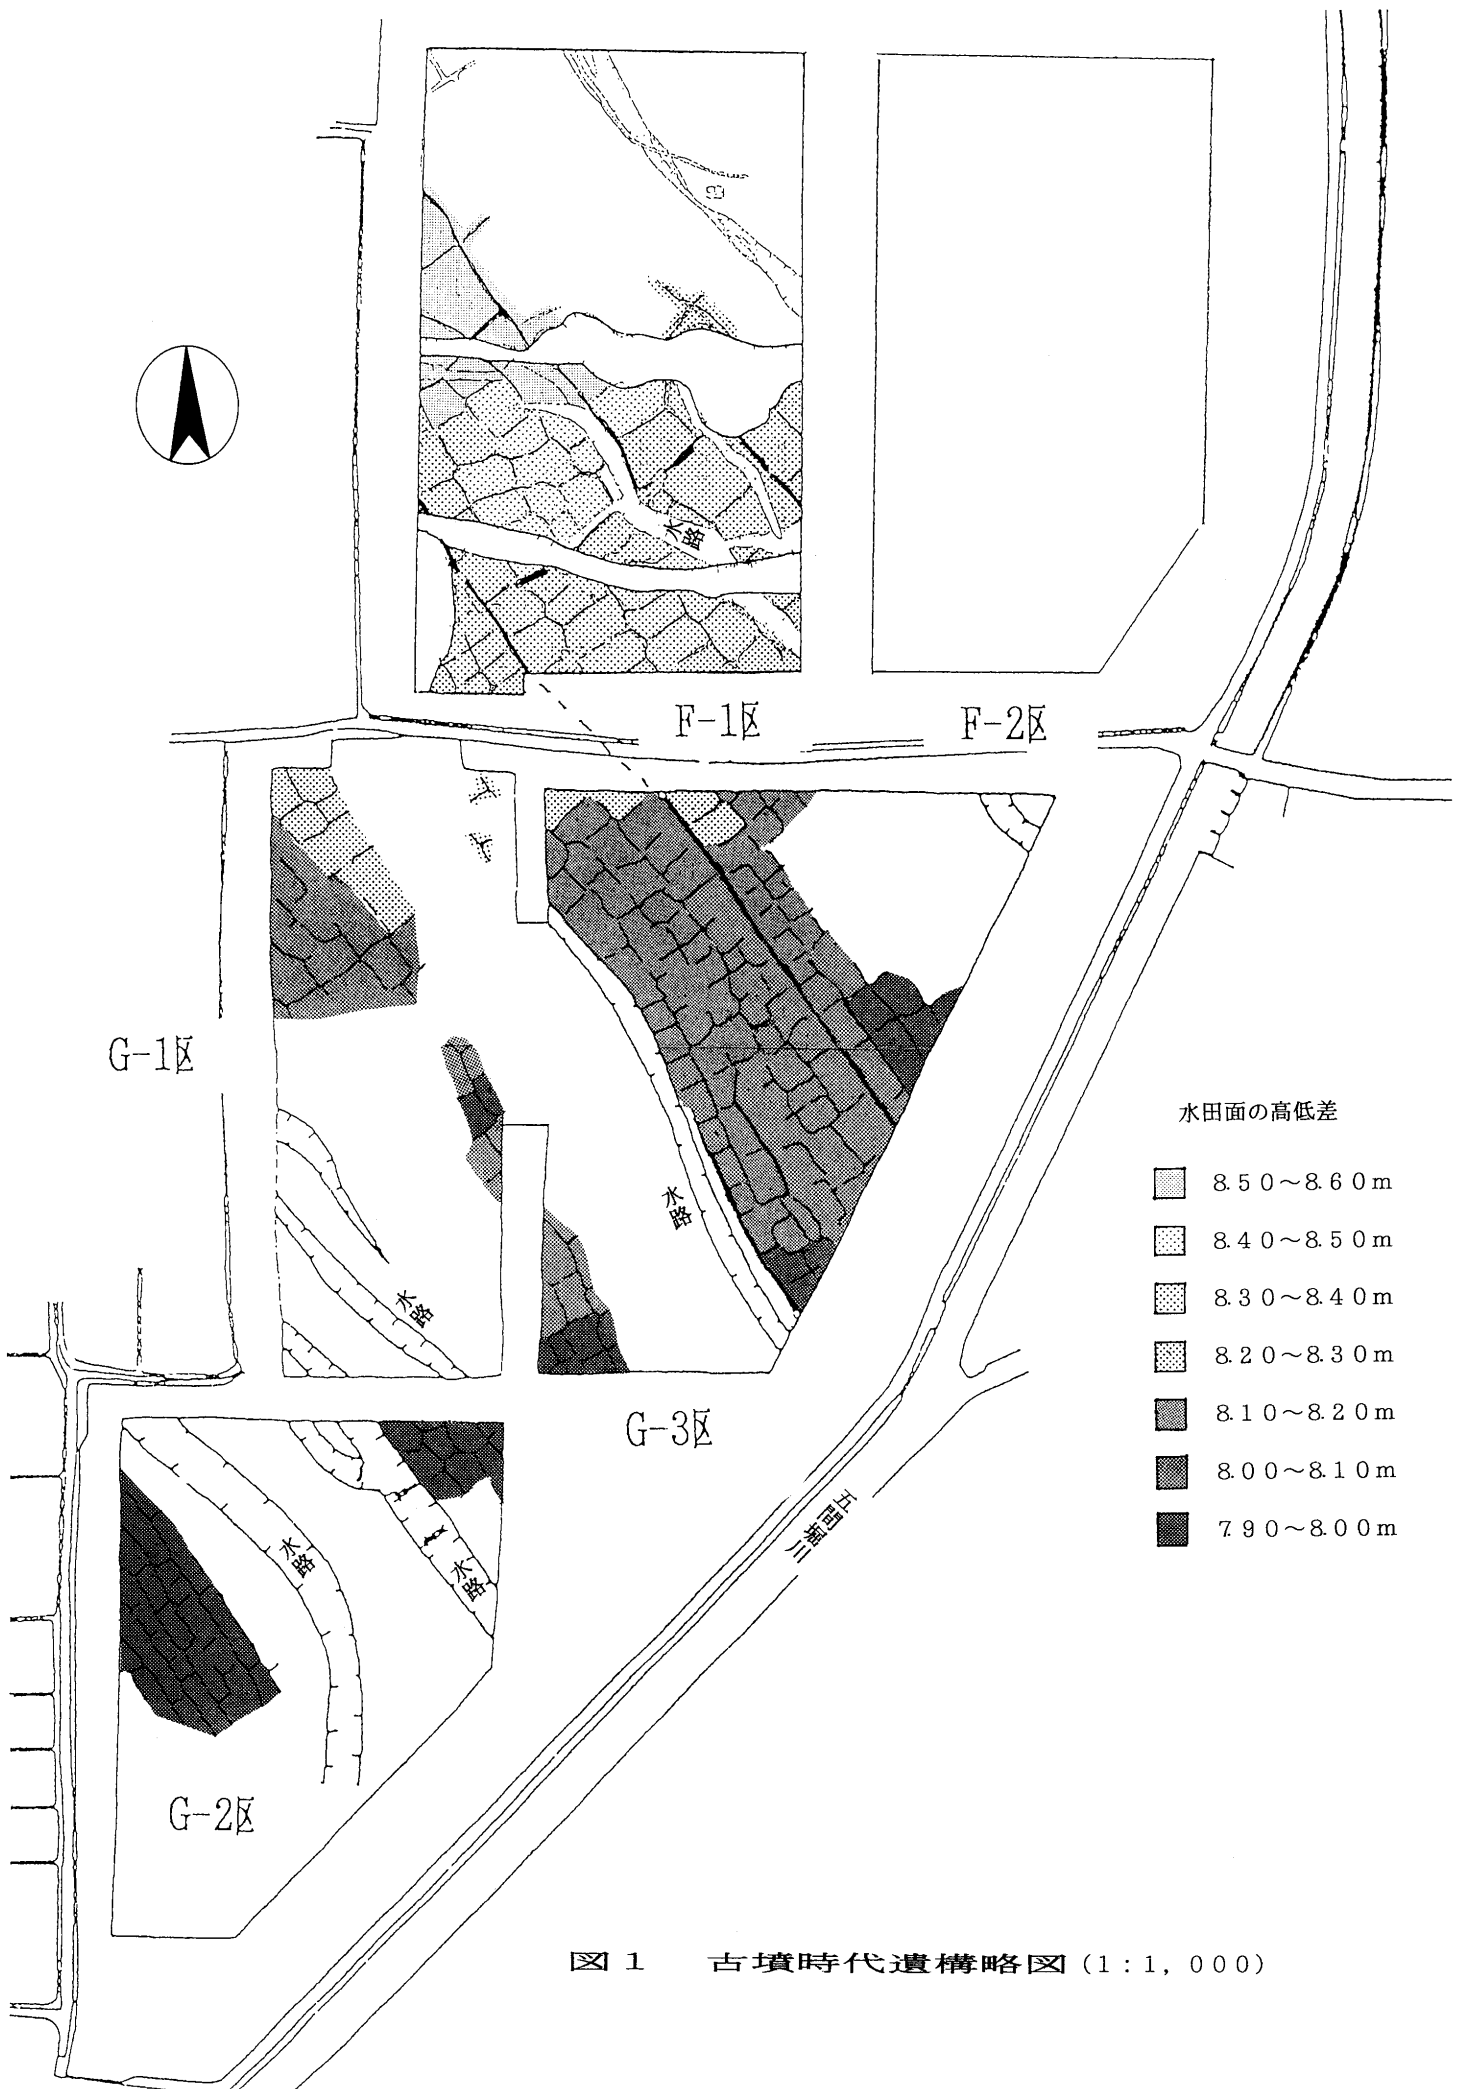 水路
F-1区
F-2区
G-1区
水田面の高低差
8.50～8.60m
水路
8.40～8.50m
8.30～8.40m
水路
8.20～8.30m
8.10～8.20m
G-3区
8.00～8.10m
五間堀川
7.90～8.00m
水路
水路
G-2区
図1 古墳時代遺構略図(1:1,000)